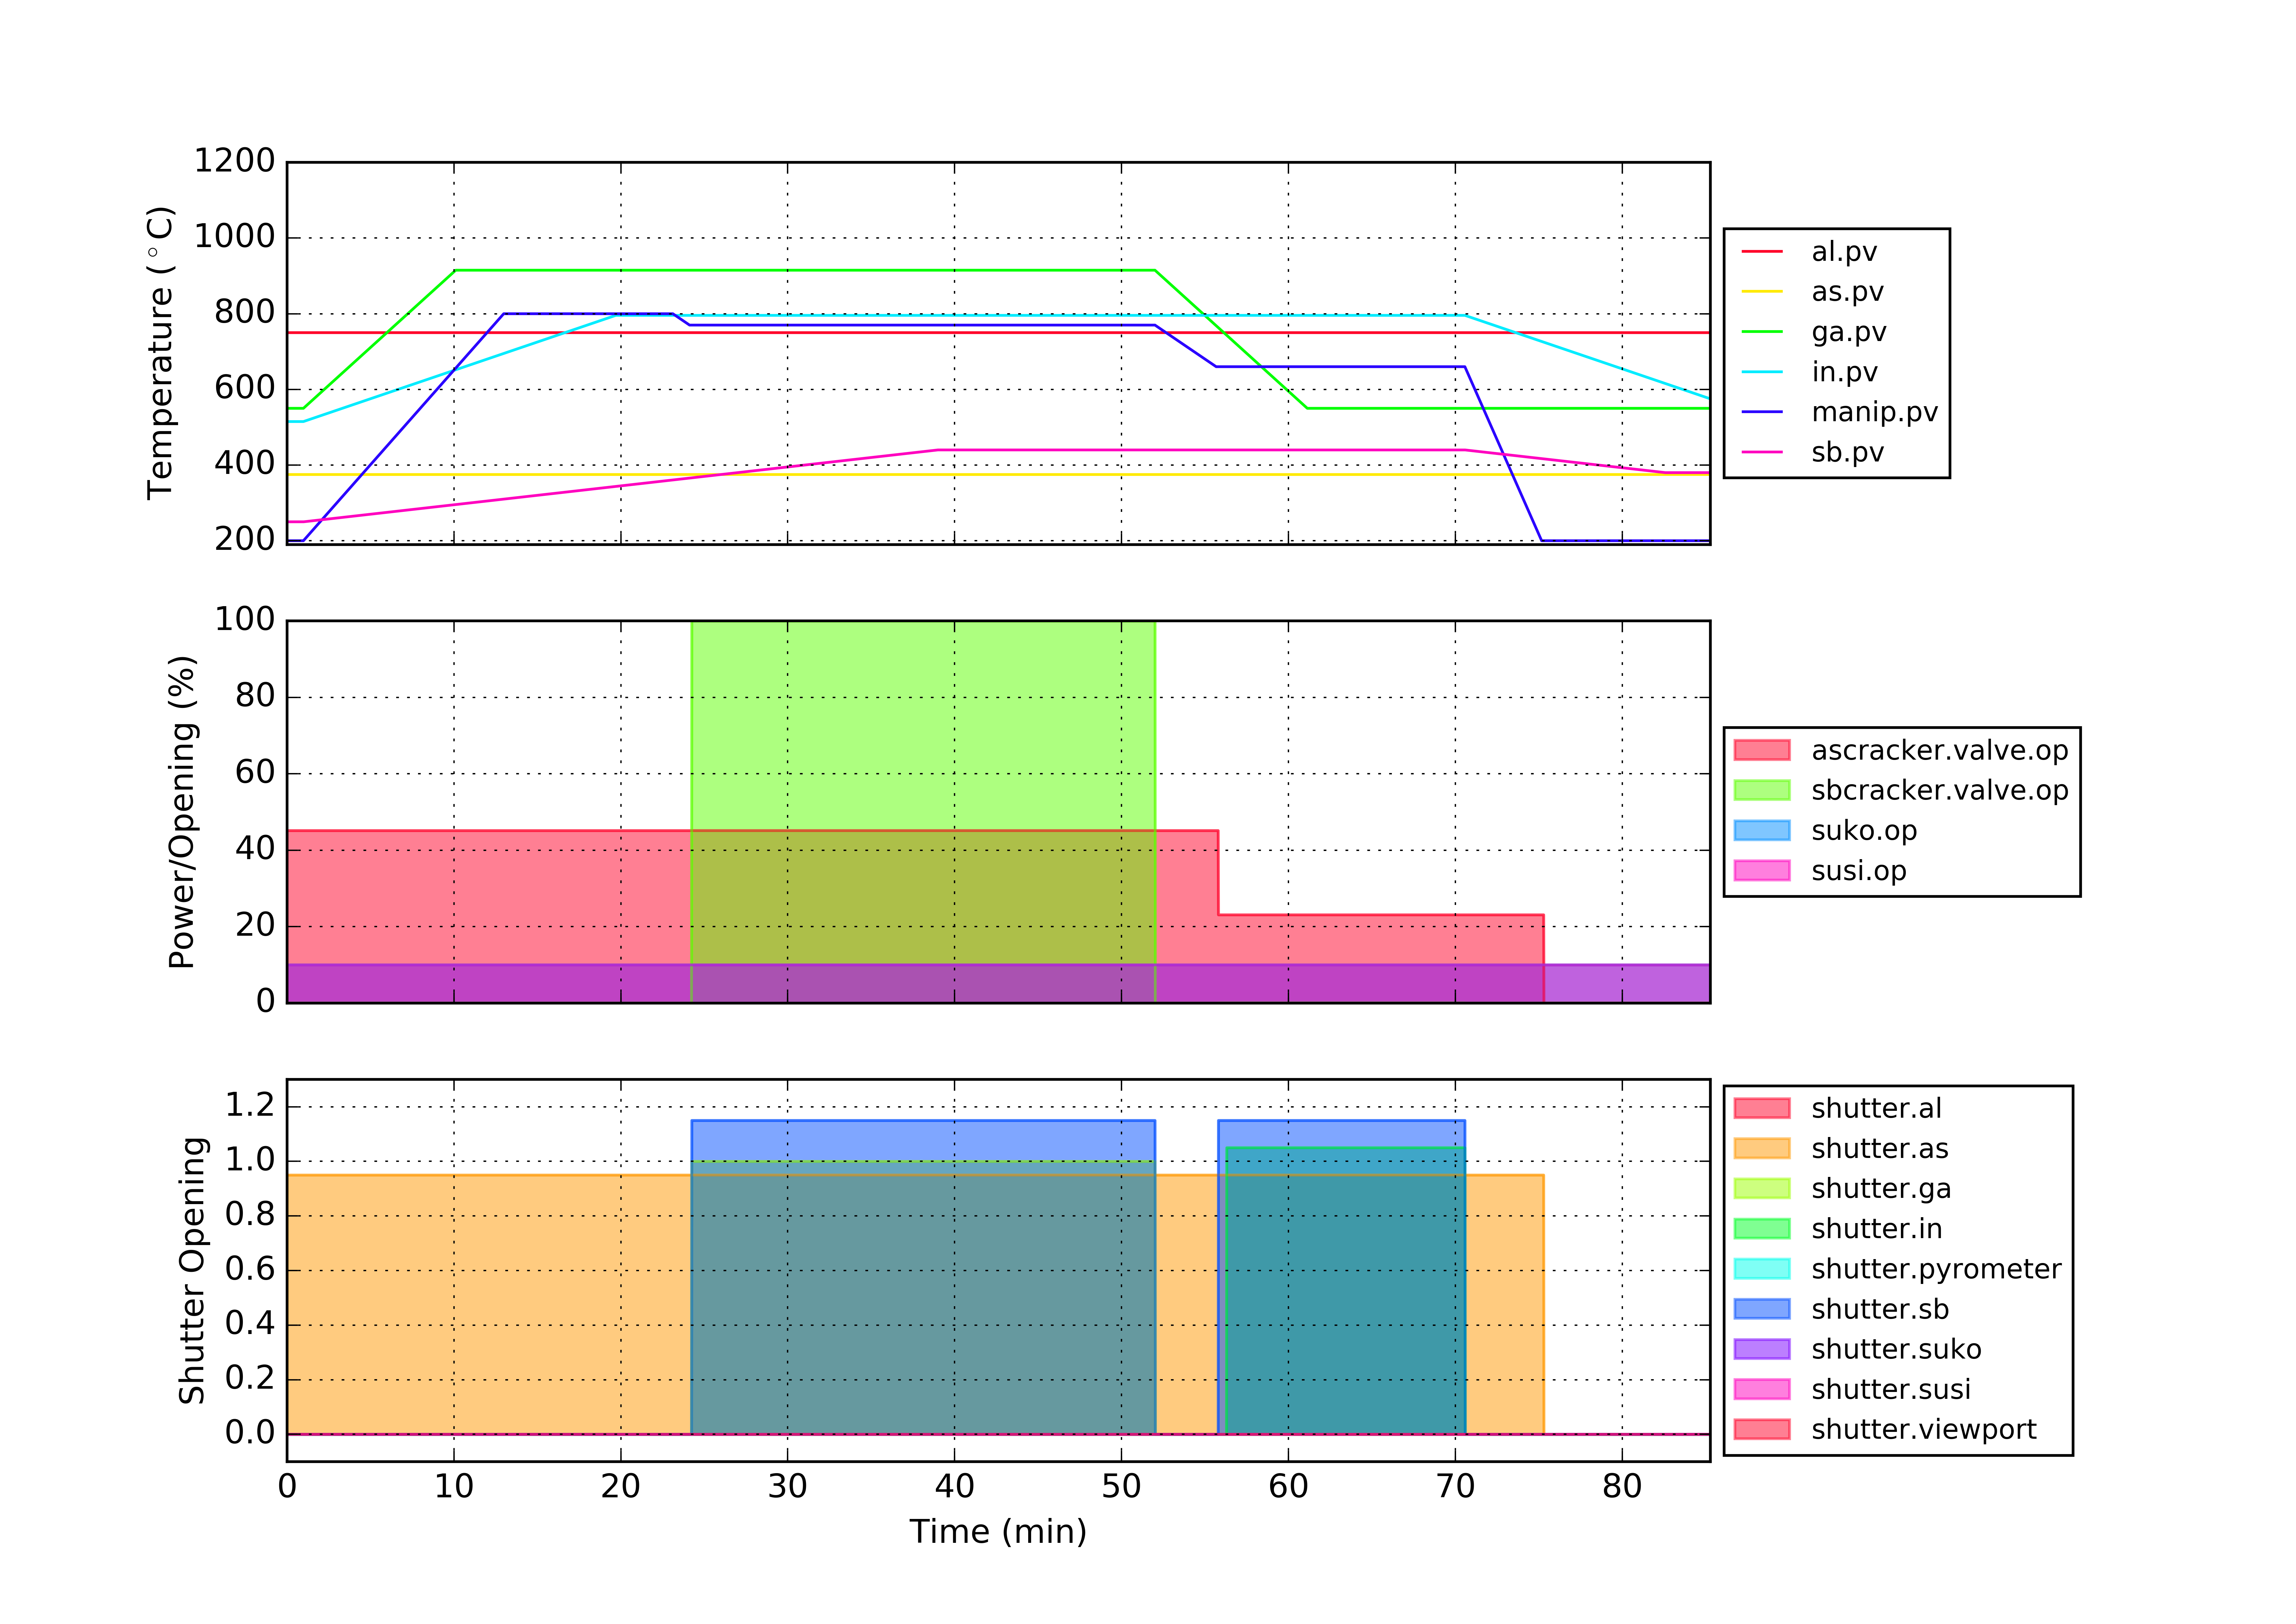 1200
1000
800
600
400
200
Temperature (°C)
al.pv
as.pv
ga.pv
in.pv
manip.pv
sb.pv
100
80
60
40
20
0
Power/Opening (%)
ascracker.valve.op
sbcracker.valve.op
suko.op
susi.op
1.2
1.0
0.8
0.6
0.4
0.2
0.0
Shutter Opening
shutter.al
shutter.as
shutter.ga
shutter.in
shutter.pyrometer
shutter.sb
shutter.suko
shutter.susi
shutter.viewport
0 10 20 30 40 50 60 70 80
Time (min)